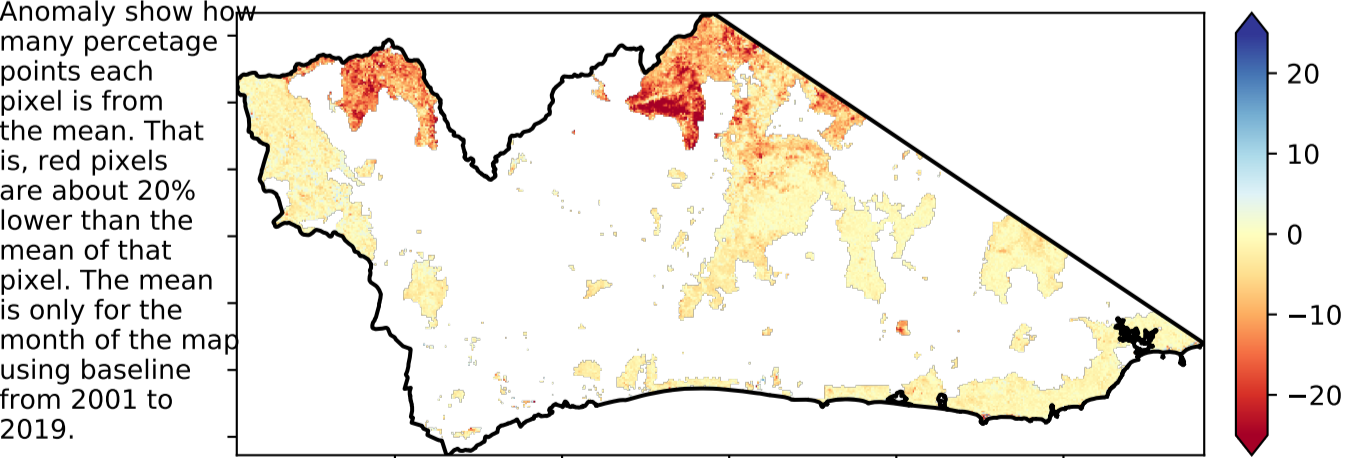 Anomaly show how
many percetage
points each
pixel is from
the mean. That
is, red pixels
are about 20%
lower than the
mean of that
pixel. The mean
is only for the
month of the map
using baseline
from 2001 to
2019.
20
10
0
−10
−20